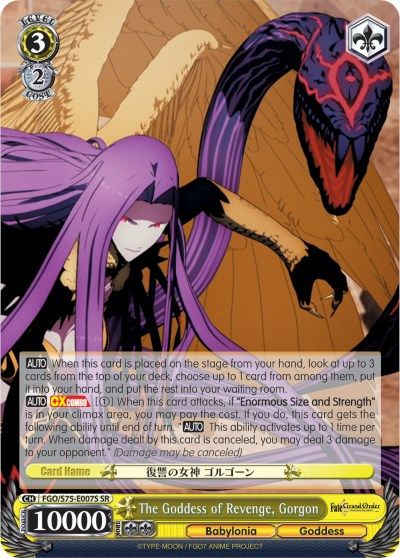 LEVEL
3
2
COST
AUTO When this card is placed on the stage from your hand, look at up to 3
cards from the top of your deck, choose up to 1 card from among them, put
it into your hand, and put the rest into your waiting room.
AUTO CX COMBO [(1)] When this card attacks, if "Enormous Size and Strength"
is in your climax area, you may pay the cost. If you do, this card gets the
following ability until end of turn. "AUTO This ability activates up to 1 time per
turn. When damage dealt by this card is canceled, you may deal 3 damage to
your opponent." (Damage may be canceled)
Card Name
復讐の女神 ゴルゴーン
CH FGO/S75-E007S SR
The Goddess of Revenge, Gorgon
Fate/Grand Order
POWER
10000
SOUL
Babylonia
Goddess
©TYPE-MOON / FGO7 ANIME PROJECT